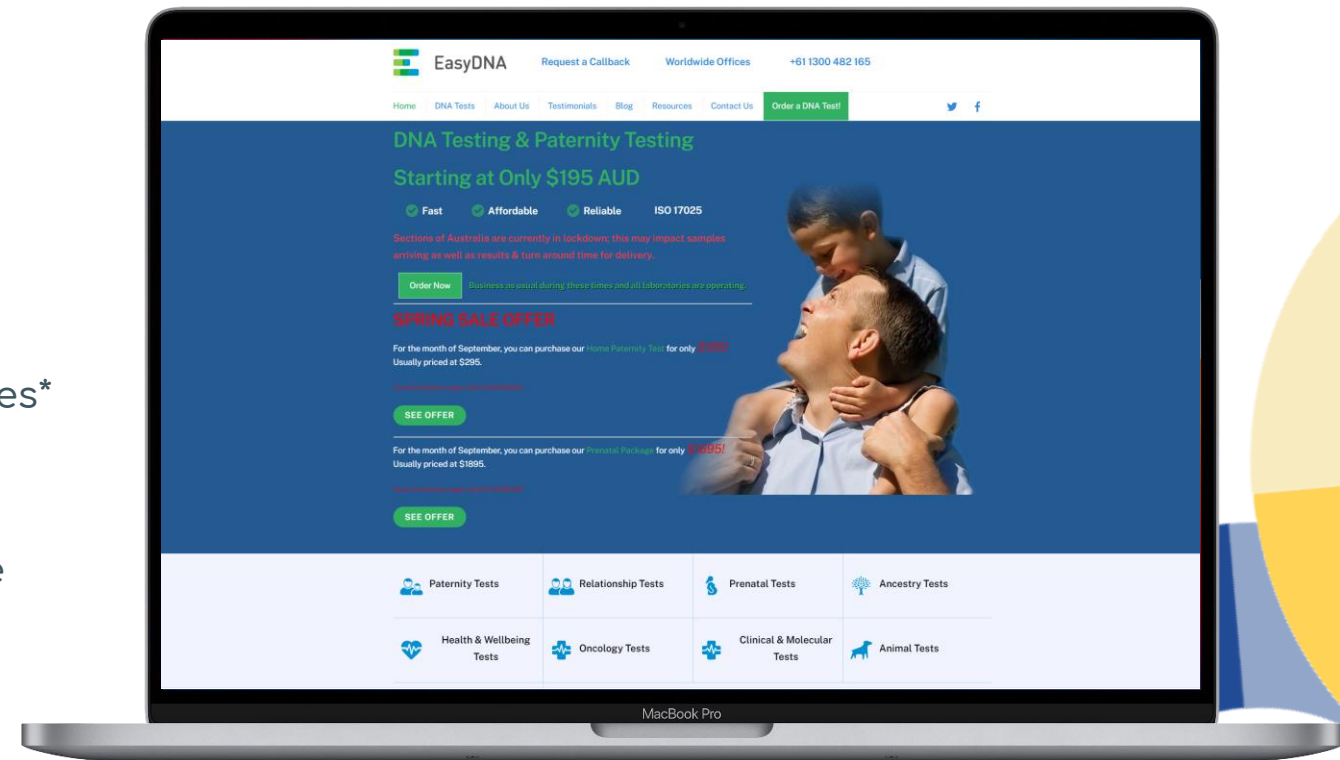 es*
e
EasyDNA
Request a Callback
Worldwide Offices
+61 1300 482 165
Home DNA Tests About Us Testimonials Blog Resources Contact Us Order a DNA Test!
DNA Testing & Paternity Testing
Starting at Only $195 AUD
Fast Affordable Reliable ISO 17025
Sections of Australia are currently in lockdown; this may impact samples
arriving as well as results & turn around time for delivery.
Order Now Business as usual during these times and all laboratories are operating.
SPRING SALE OFFER
For the month of September, you can purchase our Home Paternity Test for only
Usually priced at $295.
SEE OFFER
For the month of September, you can purchase our Prenatal Package for only
Usually priced at $1895.
SEE OFFER
Paternity Tests Relationship Tests Prenatal Tests Ancestry Tests
Health & Wellbeing Tests Oncology Tests Clinical & Molecular Tests Animal Tests
MacBook Pro